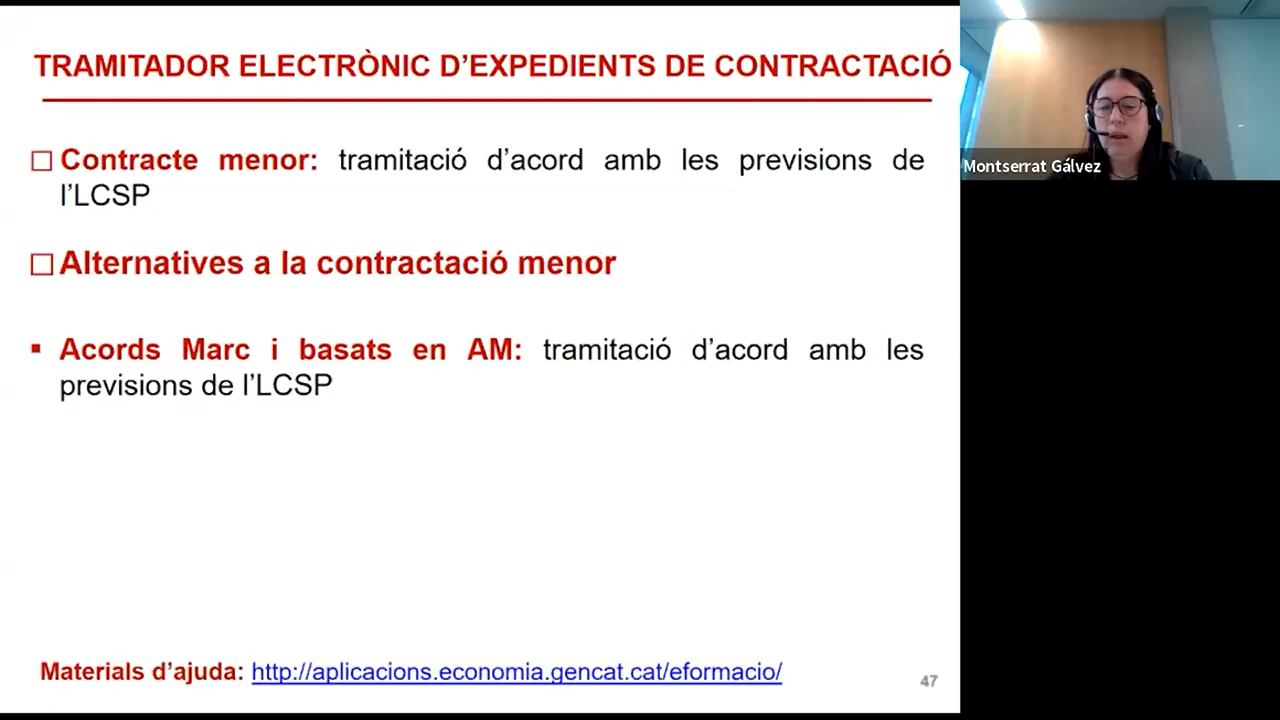 TRAMITADOR ELECTRÒNIC D’EXPEDIENTS DE CONTRACTACIÓ
Contracte menor: tramitació d’acord amb les previsions de
l’LCSP
Alternatives a la contractació menor
Acords Marc i basats en AM: tramitació d’acord amb les
previsions de l’LCSP
Materials d’ajuda: http://aplicacions.economia.gencat.cat/eformacio/
47
Montserrat Gálvez